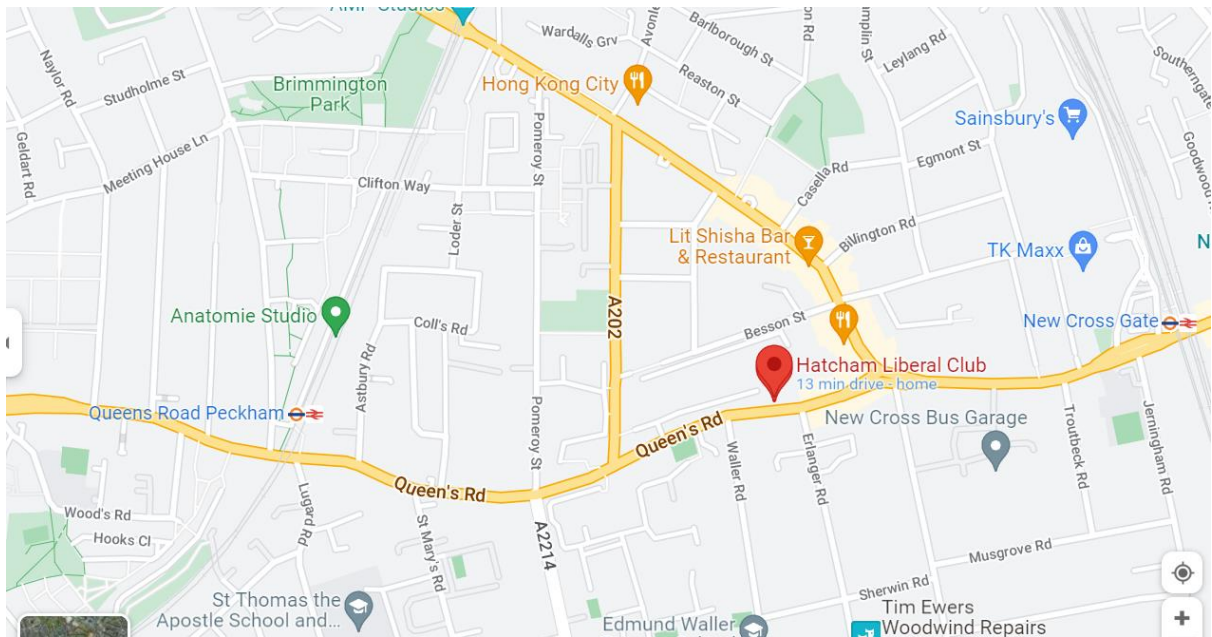 AMP Studios
Wardalls Grv
Avonley
Barlborough St
Leylang Rd
Naylor Rd
Studholme St
Brimmington
Park
Hong Kong City
Reaston St
Sainsbury's
Geldart Rd
Meeting House Ln
Pomeroy St
Egmont St
Goodwood
Clifton Way
Casella Rd
Loder St
Lit Shisha Bar
& Restaurant
Billington Rd
TK Maxx
N
Anatomie Studio
A202
Coll's Rd
Besson St
New Cross Gate
Astbury Rd
Hatcham Liberal Club
13 min drive - home
Queens Road Peckham
Pomeroy St
Queen's Rd
New Cross Bus Garage
Troutbeck Rd
Jerningham Rd
Waller Rd
Erlanger Rd
Queen's Rd
Wood's Rd
Lugard Rd
St Mary's Rd
A2214
Hooks Cl
Musgrove Rd
Sherwin Rd
St Thomas the
Apostle School and...
Edmund Waller
Tim Ewers
Woodwind Repairs